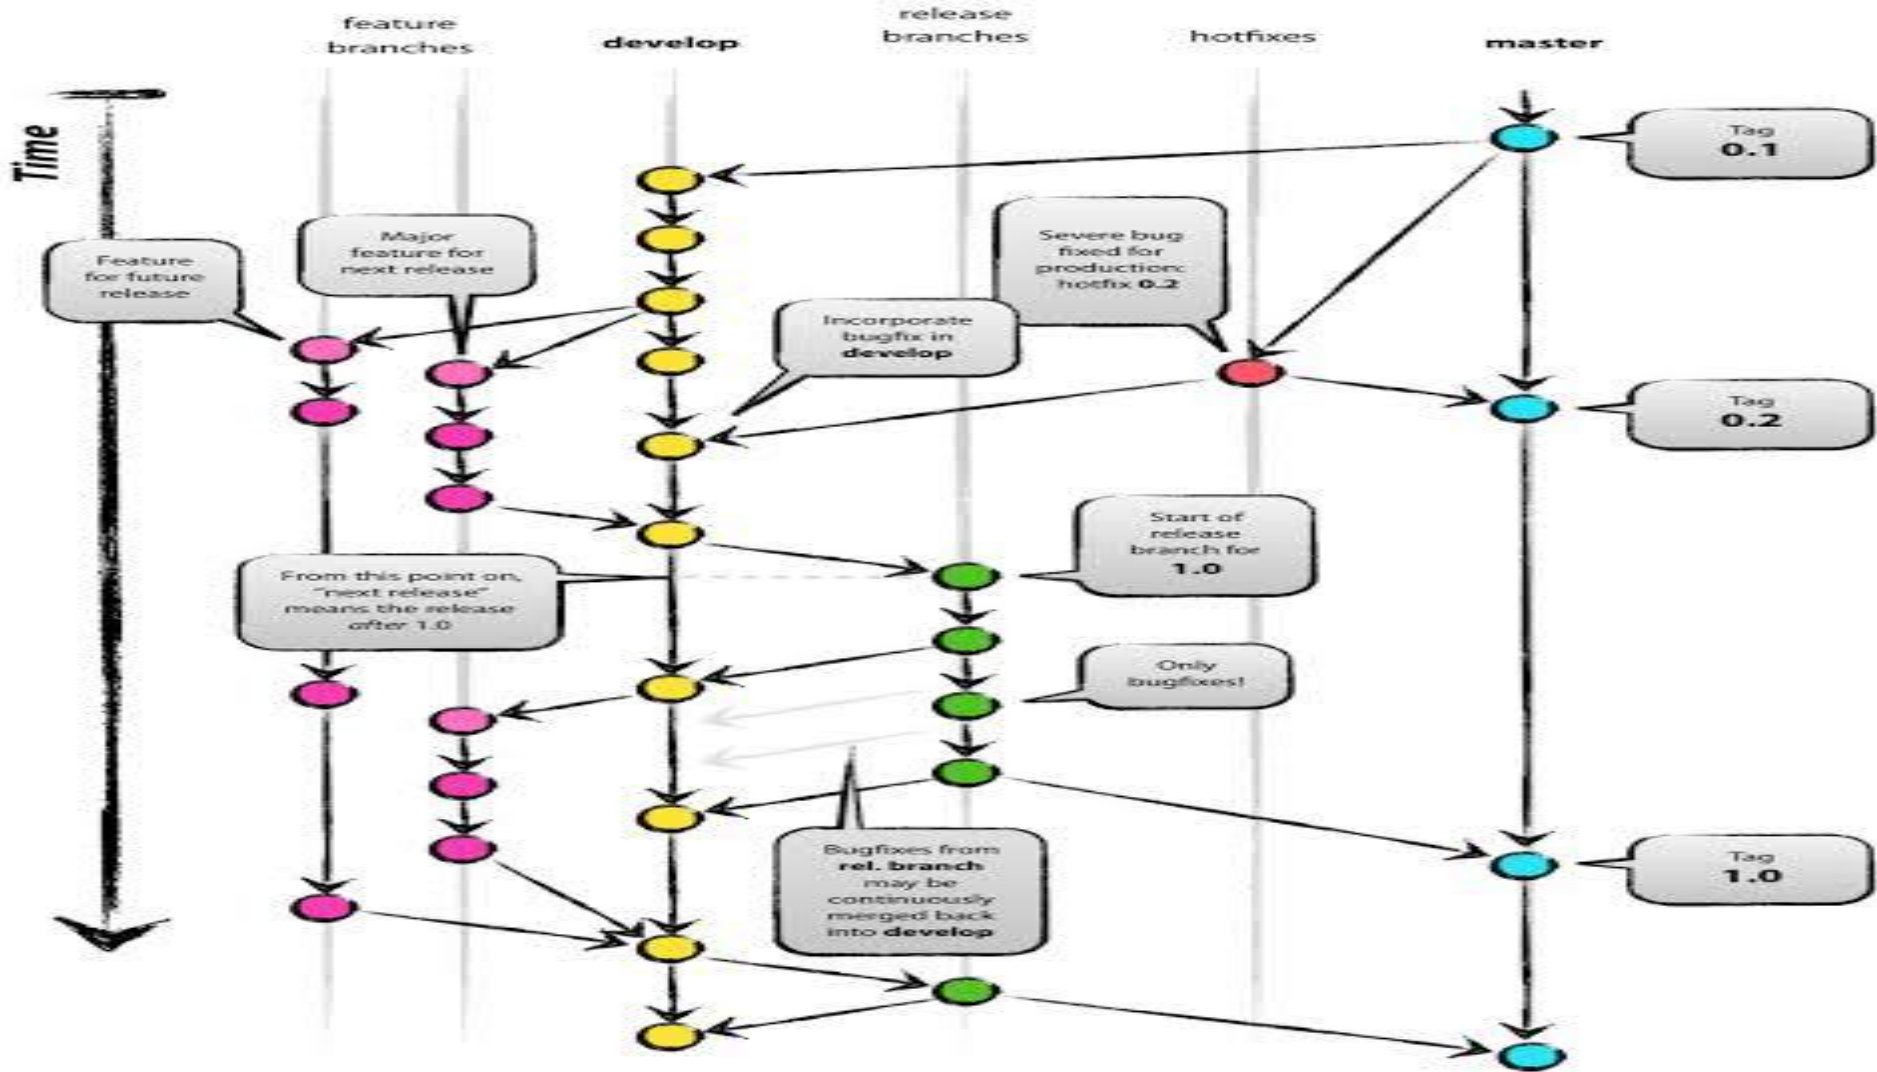 feature
branches
develop
release
branches
hotfixes
master
Time
Tag
0.1
Feature
for future
release
Major
feature for
next release
Severe bug
fixed for
production:
hotfix 0.2
Incorporate
bugfix in
develop
Tag
0.2
Start of
release
branch for
1.0
From this point on,
"next release"
means the release
after 1.0
Only
bugfixes!
Bugfixes from
rel. branch
may be
continuously
merged back
into develop
Tag
1.0